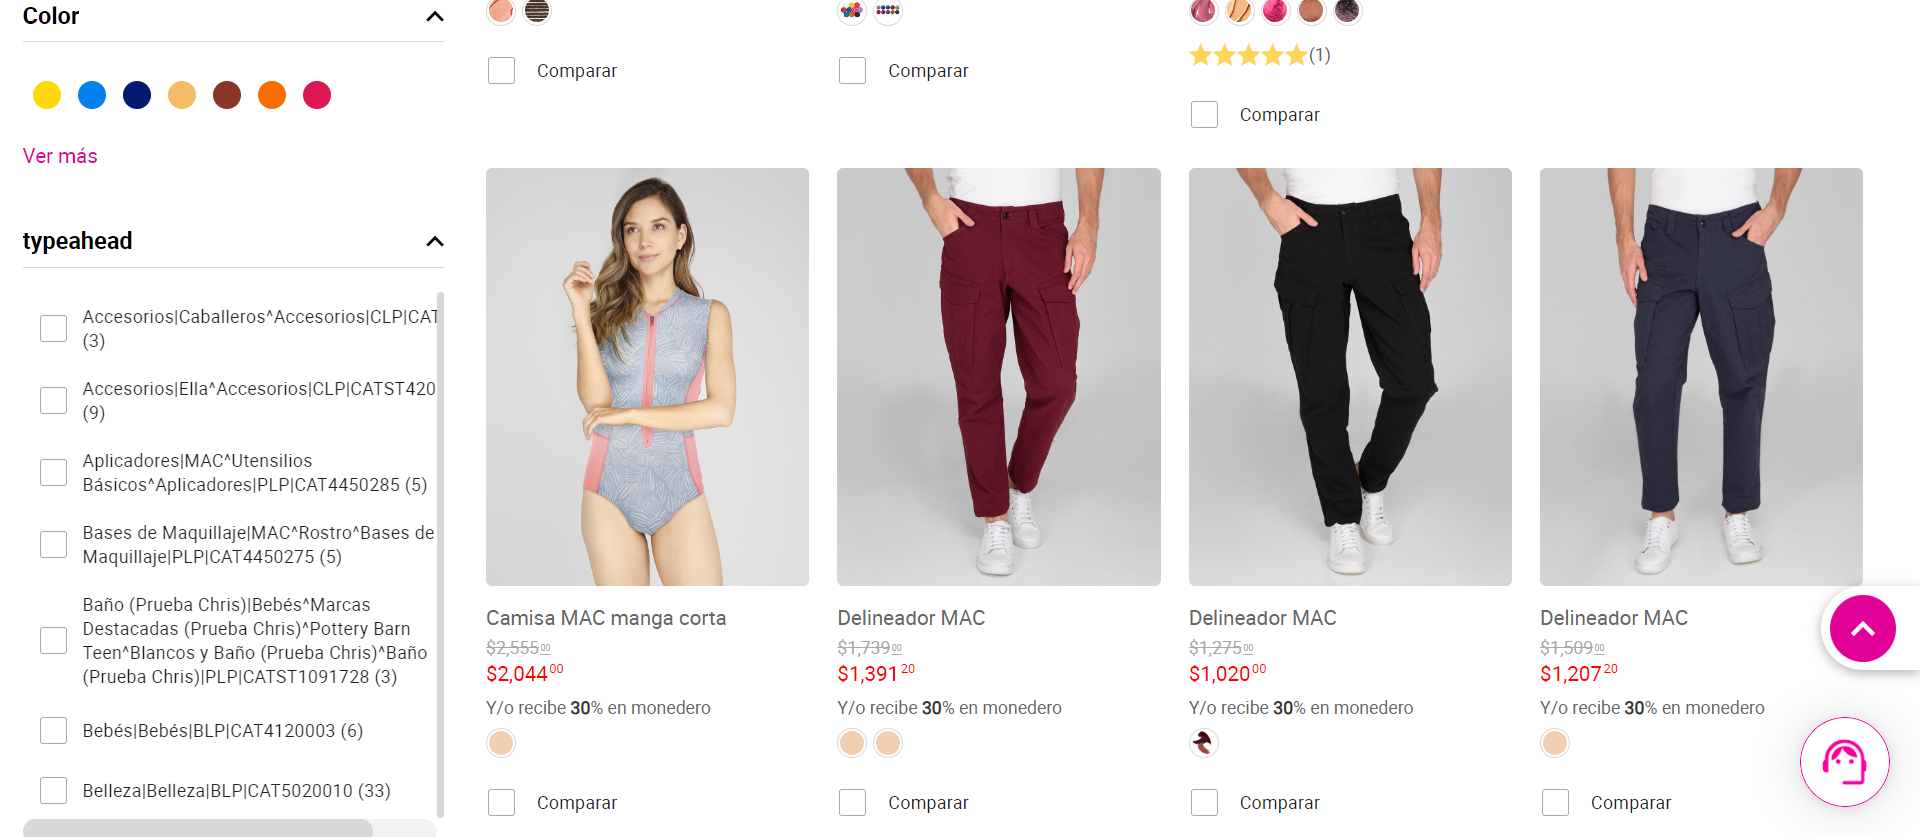 Color
Ver más
typeahead
Accesorios|Caballeros^Accesorios|CLP|CAT
(3)
Accesorios|Ella^Accesorios|CLP|CATST420
(9)
Aplicadores|MAC^Utensilios
Básicos^Aplicadores|PLP|CAT4450285 (5)
Bases de Maquillaje|MAC^Rostro^Bases de
Maquillaje|PLP|CAT4450275 (5)
Baño (Prueba Chris)|Bebés^Marcas
Destacadas (Prueba Chris)^Pottery Barn
Teen^Blancos y Baño (Prueba Chris)^Baño
(Prueba Chris)|PLP|CATST1091728 (3)
Bebés|Bebés|BLP|CAT4120003 (6)
Belleza|Belleza|BLP|CAT5020010 (33)
Comparar
Comparar
(1)
Comparar
Camisa MAC manga corta
$2,555.00
$2,044.00
Y/o recibe 30% en monedero
Comparar
Delineador MAC
$1,739.00
$1,391.20
Y/o recibe 30% en monedero
Comparar
Delineador MAC
$1,275.00
$1,020.00
Y/o recibe 30% en monedero
Comparar
Delineador MAC
$1,509.00
$1,207.20
Y/o recibe 30% en monedero
Comparar